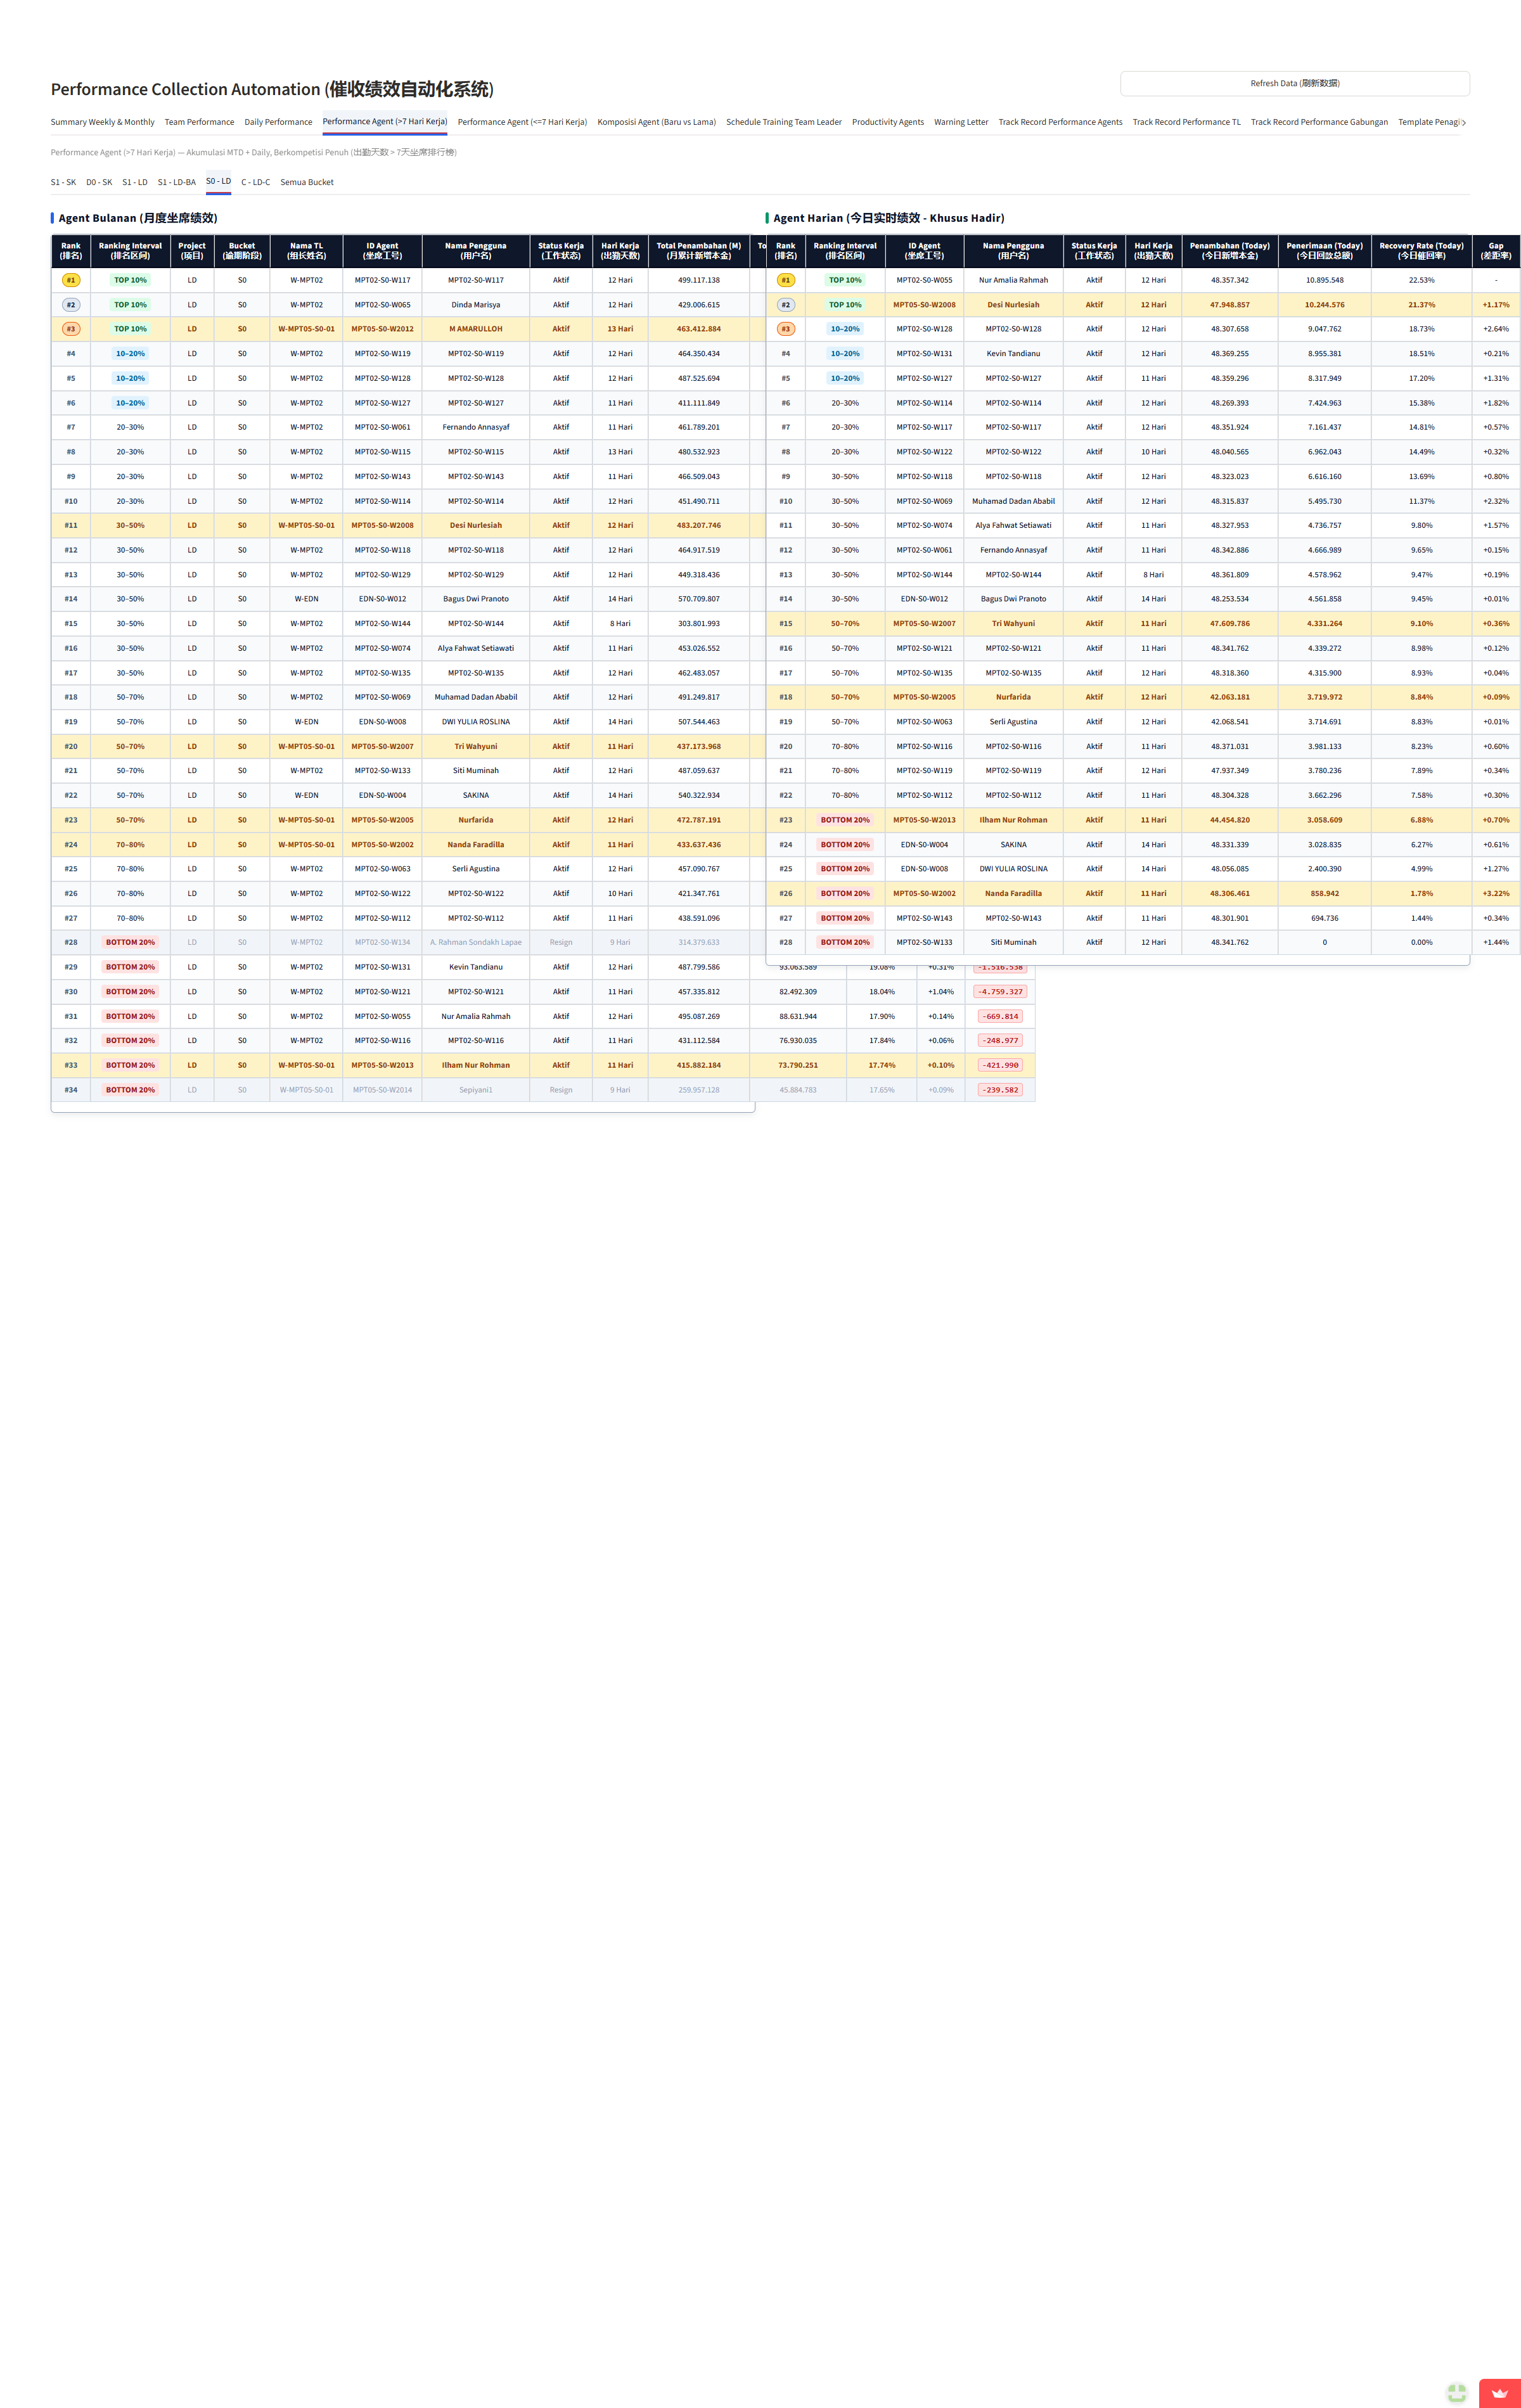 Performance Collection Automation (催收绩效自动化系统)
Refresh Data (刷新数据)
Summary Weekly & Monthly Team Performance Daily Performance Performance Agent (>7 Hari Kerja) Performance Agent (<=7 Hari Kerja) Komposisi Agent (Baru vs Lama) Schedule Training Team Leader Productivity Agents Warning Letter Track Record Performance Agents Track Record Performance TL Track Record Performance Gabungan Template Penagi
Performance Agent (>7 Hari Kerja) — Akumulasi MTD + Daily, Berkompetisi Penuh (出勤天数 > 7天坐席排行榜)
S1 - SK D0 - SK S1 - LD S1 - LD-BA S0 - LD C - LD-C Semua Bucket
Agent Bulanan (月度坐席绩效)
Rank Ranking Interval Project Bucket Nama TL ID Agent Nama Pengguna Status Kerja Hari Kerja Total Penambahan (M) To
(排名) (排名区间) (项目) (逾期阶段) (组长姓名) (坐席工号) (用户名) (工作状态) (出勤天数) (月累计新增本金)
#1 TOP 10% LD S0 W-MPT02 MPT02-S0-W117 MPT02-S0-W117 Aktif 12 Hari 499.117.138
#2 TOP 10% LD S0 W-MPT02 MPT02-S0-W065 Dinda Marisya Aktif 12 Hari 429.006.615
#3 TOP 10% LD S0 W-MPT05-S0-01 MPT05-S0-W2012 M AMARULLOH Aktif 13 Hari 463.412.884
#4 10–20% LD S0 W-MPT02 MPT02-S0-W119 MPT02-S0-W119 Aktif 12 Hari 464.350.434
#5 10–20% LD S0 W-MPT02 MPT02-S0-W128 MPT02-S0-W128 Aktif 12 Hari 487.525.694
#6 10–20% LD S0 W-MPT02 MPT02-S0-W127 MPT02-S0-W127 Aktif 11 Hari 411.111.849
#7 20–30% LD S0 W-MPT02 MPT02-S0-W061 Fernando Annasyaf Aktif 11 Hari 461.789.201
#8 20–30% LD S0 W-MPT02 MPT02-S0-W115 MPT02-S0-W115 Aktif 13 Hari 480.532.923
#9 20–30% LD S0 W-MPT02 MPT02-S0-W143 MPT02-S0-W143 Aktif 11 Hari 466.509.043
#10 20–30% LD S0 W-MPT02 MPT02-S0-W114 MPT02-S0-W114 Aktif 12 Hari 451.490.711
#11 30–50% LD S0 W-MPT05-S0-01 MPT05-S0-W2008 Desi Nurlesiah Aktif 12 Hari 483.207.746
#12 30–50% LD S0 W-MPT02 MPT02-S0-W118 MPT02-S0-W118 Aktif 12 Hari 464.917.519
#13 30–50% LD S0 W-MPT02 MPT02-S0-W129 MPT02-S0-W129 Aktif 12 Hari 449.318.436
#14 30–50% LD S0 W-EDN EDN-S0-W012 Bagus Dwi Pranoto Aktif 14 Hari 570.709.807
#15 30–50% LD S0 W-MPT02 MPT02-S0-W144 MPT02-S0-W144 Aktif 8 Hari 303.801.993
#16 30–50% LD S0 W-MPT02 MPT02-S0-W074 Alya Fahwat Setiawati Aktif 11 Hari 453.026.552
#17 30–50% LD S0 W-MPT02 MPT02-S0-W135 MPT02-S0-W135 Aktif 11 Hari 462.483.057
#18 50–70% LD S0 W-MPT02 MPT02-S0-W069 Muhamad Dadan Ababil Aktif 12 Hari 491.249.817
#19 50–70% LD S0 W-EDN EDN-S0-W008 DWI YULIA ROSLINA Aktif 14 Hari 507.544.463
#20 50–70% LD S0 W-MPT05-S0-01 MPT05-S0-W2007 Tri Wahyuni Aktif 11 Hari 437.173.968
#21 50–70% LD S0 W-MPT02 MPT02-S0-W133 Siti Muminah Aktif 12 Hari 487.059.637
#22 50–70% LD S0 W-EDN EDN-S0-W004 SAKINA Aktif 14 Hari 540.322.934
#23 50–70% LD S0 W-MPT05-S0-01 MPT05-S0-W2005 Nurfarida Aktif 12 Hari 472.787.191
#24 70–80% LD S0 W-MPT05-S0-01 MPT05-S0-W2002 Nanda Faradilla Aktif 11 Hari 433.637.436
#25 70–80% LD S0 W-MPT02 MPT02-S0-W063 Serli Agustina Aktif 12 Hari 457.090.767
#26 70–80% LD S0 W-MPT02 MPT02-S0-W122 MPT02-S0-W122 Aktif 10 Hari 421.347.761
#27 70–80% LD S0 W-MPT02 MPT02-S0-W112 MPT02-S0-W112 Aktif 11 Hari 438.591.096
#28 BOTTOM 20% LD S0 W-MPT02 MPT02-S0-W134 A. Rahman Sondakh Lapae Resign 9 Hari 314.379.633
#29 BOTTOM 20% LD S0 W-MPT02 MPT02-S0-W131 Kevin Tandianu Aktif 12 Hari 487.799.586 93.063.589 19.08% +0.31% -1.516.538
#30 BOTTOM 20% LD S0 W-MPT02 MPT02-S0-W121 MPT02-S0-W121 Aktif 11 Hari 457.335.812 82.492.309 18.04% +1.04% -4.759.327
#31 BOTTOM 20% LD S0 W-MPT02 MPT02-S0-W055 Nur Amalia Rahmah Aktif 12 Hari 495.087.269 88.631.944 17.90% +0.14% -669.814
#32 BOTTOM 20% LD S0 W-MPT02 MPT02-S0-W116 MPT02-S0-W116 Aktif 11 Hari 431.112.584 76.930.035 17.84% +0.06% -248.977
#33 BOTTOM 20% LD S0 W-MPT05-S0-01 MPT05-S0-W2013 Ilham Nur Rohman Aktif 11 Hari 415.882.184 73.790.251 17.74% +0.10% -421.990
#34 BOTTOM 20% LD S0 W-MPT05-S0-01 MPT05-S0-W2014 Sepiyani1 Resign 9 Hari 259.957.128 45.884.783 17.65% +0.09% -239.582
Agent Harian (今日实时绩效 - Khusus Hadir)
Rank Ranking Interval ID Agent Nama Pengguna Status Kerja Hari Kerja Penambahan (Today) Penerimaan (Today) Recovery Rate (Today) Gap
(排名) (排名区间) (坐席工号) (用户名) (工作状态) (出勤天数) (今日新增本金) (今日回款总额) (今日催回率) (差距率)
#1 TOP 10% MPT02-S0-W055 Nur Amalia Rahmah Aktif 12 Hari 48.357.342 10.895.548 22.53% -
#2 TOP 10% MPT05-S0-W2008 Desi Nurlesiah Aktif 12 Hari 47.948.857 10.244.576 21.37% +1.17%
#3 10–20% MPT02-S0-W128 MPT02-S0-W128 Aktif 12 Hari 48.307.658 9.047.762 18.73% +2.64%
#4 10–20% MPT02-S0-W131 Kevin Tandianu Aktif 12 Hari 48.369.255 8.955.381 18.51% +0.21%
#5 10–20% MPT02-S0-W127 MPT02-S0-W127 Aktif 11 Hari 48.359.296 8.317.949 17.20% +1.31%
#6 20–30% MPT02-S0-W114 MPT02-S0-W114 Aktif 12 Hari 48.269.393 7.424.963 15.38% +1.82%
#7 20–30% MPT02-S0-W117 MPT02-S0-W117 Aktif 12 Hari 48.351.924 7.161.437 14.81% +0.57%
#8 20–30% MPT02-S0-W122 MPT02-S0-W122 Aktif 10 Hari 48.040.565 6.962.043 14.49% +0.32%
#9 30–50% MPT02-S0-W118 MPT02-S0-W118 Aktif 12 Hari 48.323.023 6.616.160 13.69% +0.80%
#10 30–50% MPT02-S0-W069 Muhamad Dadan Ababil Aktif 12 Hari 48.315.837 5.495.730 11.37% +2.32%
#11 30–50% MPT02-S0-W074 Alya Fahwat Setiawati Aktif 11 Hari 48.327.953 4.736.757 9.80% +1.57%
#12 30–50% MPT02-S0-W061 Fernando Annasyaf Aktif 11 Hari 48.342.886 4.666.989 9.65% +0.15%
#13 30–50% MPT02-S0-W144 MPT02-S0-W144 Aktif 8 Hari 48.361.809 4.578.962 9.47% +0.19%
#14 30–50% EDN-S0-W012 Bagus Dwi Pranoto Aktif 14 Hari 48.253.534 4.561.858 9.45% +0.01%
#15 50–70% MPT05-S0-W2007 Tri Wahyuni Aktif 11 Hari 47.609.786 4.331.264 9.10% +0.36%
#16 50–70% MPT02-S0-W121 MPT02-S0-W121 Aktif 11 Hari 48.341.762 4.339.272 8.98% +0.12%
#17 50–70% MPT02-S0-W135 MPT02-S0-W135 Aktif 11 Hari 48.318.360 4.315.900 8.93% +0.04%
#18 50–70% MPT05-S0-W2005 Nurfarida Aktif 12 Hari 42.063.181 3.719.972 8.84% +0.09%
#19 50–70% MPT02-S0-W063 Serli Agustina Aktif 12 Hari 42.068.541 3.714.691 8.83% +0.01%
#20 70–80% MPT02-S0-W116 MPT02-S0-W116 Aktif 11 Hari 48.371.031 3.981.133 8.23% +0.60%
#21 70–80% MPT02-S0-W119 MPT02-S0-W119 Aktif 12 Hari 47.937.349 3.780.236 7.89% +0.34%
#22 70–80% MPT02-S0-W112 MPT02-S0-W112 Aktif 11 Hari 48.304.328 3.662.296 7.58% +0.30%
#23 BOTTOM 20% MPT05-S0-W2013 Ilham Nur Rohman Aktif 11 Hari 44.454.820 3.058.609 6.88% +0.70%
#24 BOTTOM 20% EDN-S0-W004 SAKINA Aktif 14 Hari 48.331.339 3.028.835 6.27% +0.61%
#25 BOTTOM 20% EDN-S0-W008 DWI YULIA ROSLINA Aktif 14 Hari 48.056.085 2.400.390 4.99% +1.27%
#26 BOTTOM 20% MPT05-S0-W2002 Nanda Faradilla Aktif 11 Hari 48.306.461 858.942 1.78% +3.22%
#27 BOTTOM 20% MPT02-S0-W143 MPT02-S0-W143 Aktif 11 Hari 48.301.901 694.736 1.44% +0.34%
#28 BOTTOM 20% MPT02-S0-W133 Siti Muminah Aktif 12 Hari 48.341.762 0 0.00% +1.44%